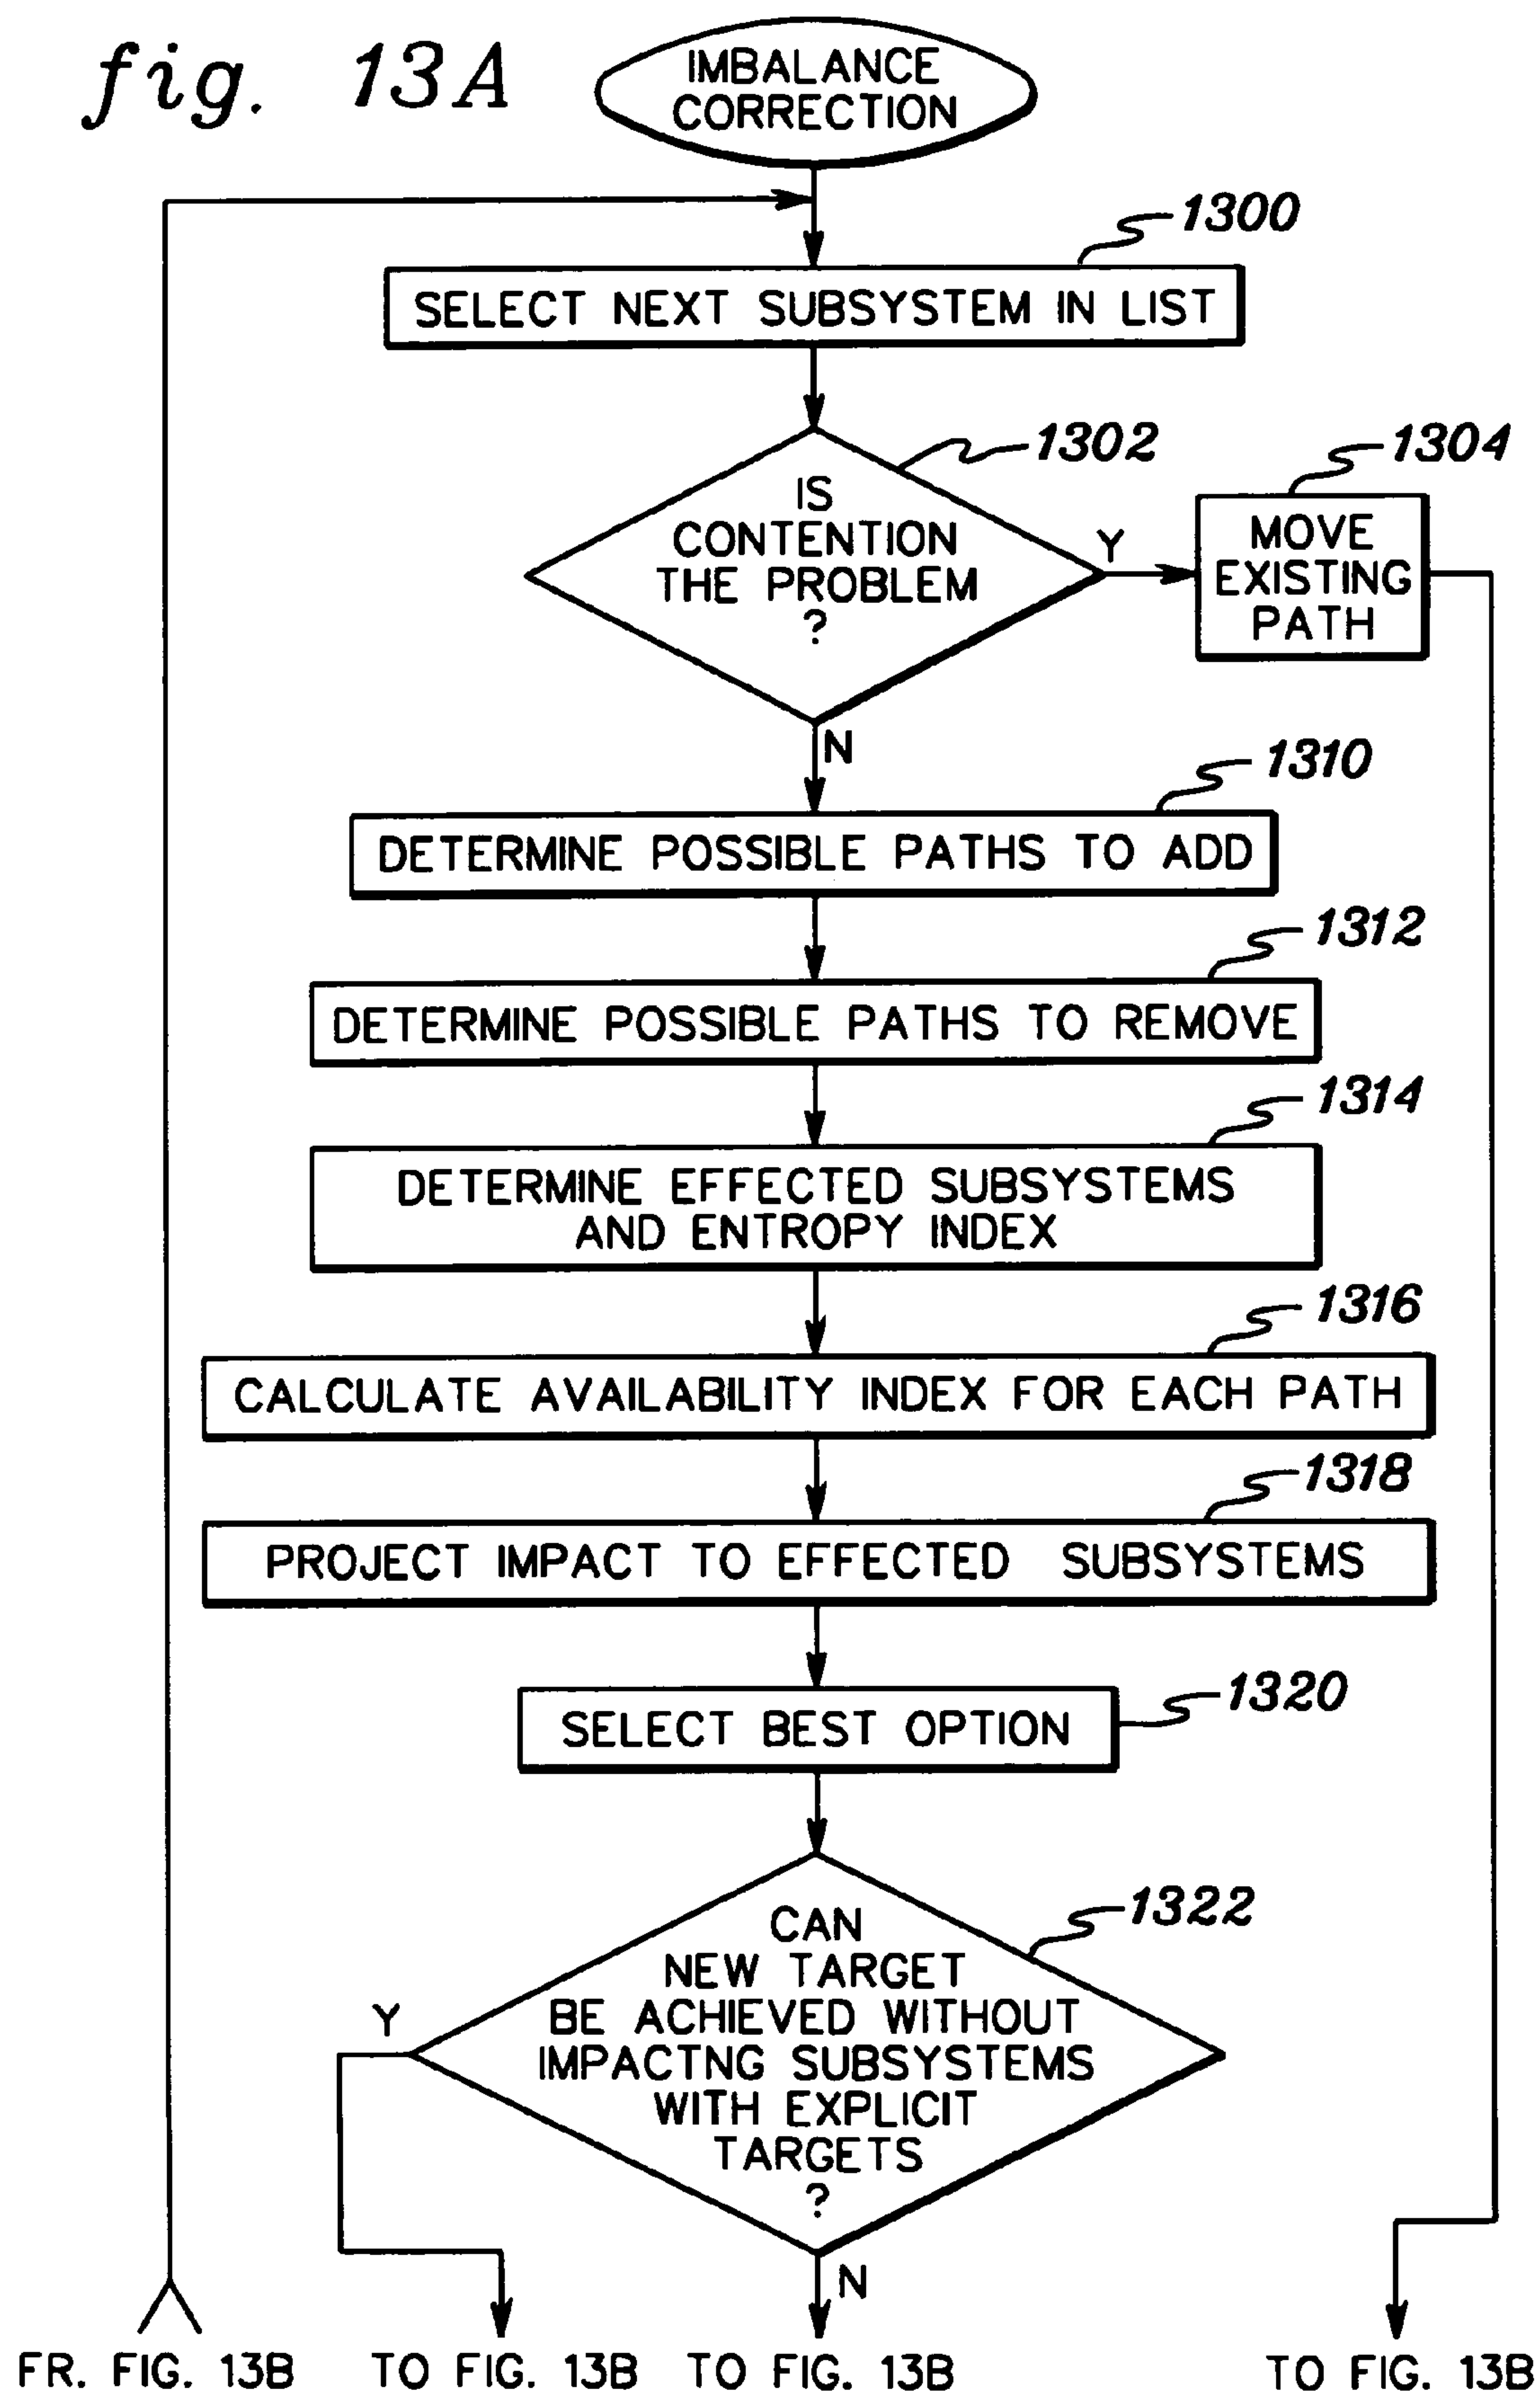 fig. 13A
IMBALANCE
CORRECTION
1300
SELECT NEXT SUBSYSTEM IN LIST
1302
1304
IS
CONTENTION
THE PROBLEM
?
Y
MOVE
EXISTING
PATH
N
1310
DETERMINE POSSIBLE PATHS TO ADD
1312
DETERMINE POSSIBLE PATHS TO REMOVE
1314
DETERMINE EFFECTED SUBSYSTEMS
AND ENTROPY INDEX
1316
CALCULATE AVAILABILITY INDEX FOR EACH PATH
1318
PROJECT IMPACT TO EFFECTED SUBSYSTEMS
1320
SELECT BEST OPTION
1322
CAN
NEW TARGET
BE ACHIEVED WITHOUT
IMPACTNG SUBSYSTEMS
WITH EXPLICIT
TARGETS
?
Y
N
FR. FIG. 13B
TO FIG. 13B
TO FIG. 13B
TO FIG. 13B